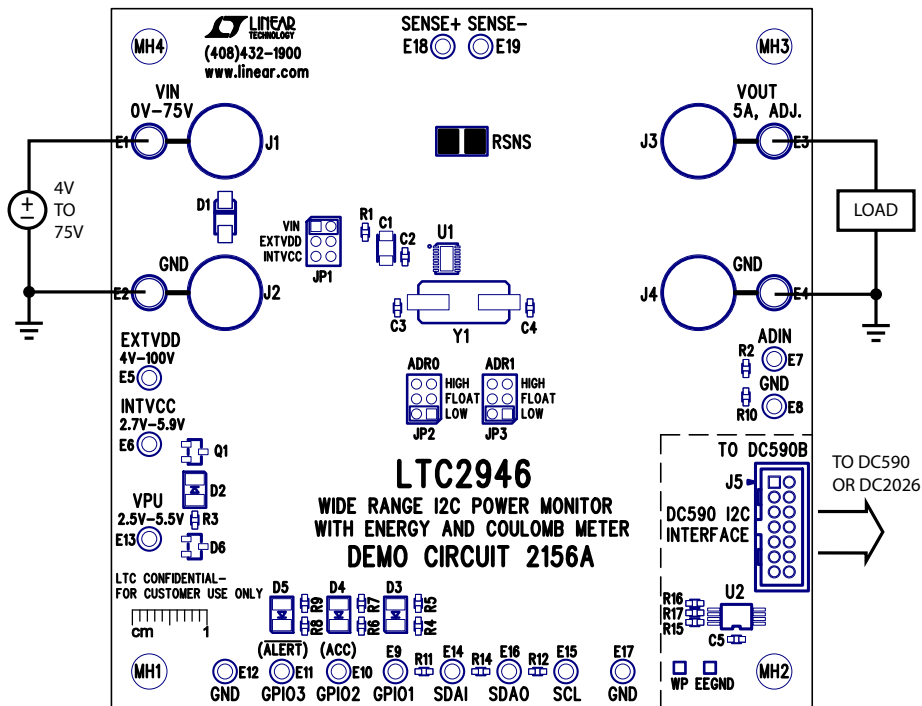 MH4
LINEAR
TECHNOLOGY
(408)432-1900
www.linear.com
SENSE+ SENSE-
E18 E19
MH3
VIN
0V-75V
E1
J1
RSNS
VOUT
5A, ADJ.
J3
E3
4V
TO
75V
+
−
LOAD
D1
VIN
EXTVDD
INTVCC
JP1
R1
C1
C2
U1
GND
E2
J2
GND
J4
E4
C3
Y1
C4
EXTVDD
4V-100V
E5
INTVCC
2.7V-5.9V
E6
Q1
D2
VPU
2.5V-5.5V
E13
R3
D6
ADR0
HIGH
FLOAT
LOW
JP2
ADR1
HIGH
FLOAT
LOW
JP3
ADIN
R2
E7
GND
R10
E8
LTC2946
WIDE RANGE I2C POWER MONITOR
WITH ENERGY AND COULOMB METER
DEMO CIRCUIT 2156A
TO DC590B
J5
DC590 I2C
INTERFACE
TO DC590
OR DC2026
LTC CONFIDENTIAL-
FOR CUSTOMER USE ONLY
cm 1
D5
R9
R8
D4
R7
R6
D3
R5
R4
U2
R16
R17
R15
C5
(ALERT) (ACC)
MH1
E12
GND
E11
GPIO3
E10
GPIO2
E9
GPIO1
R11
E14
SDAI
R14
E16
SDAO
R12
E15
SCL
E17
GND
WP EEGND
MH2